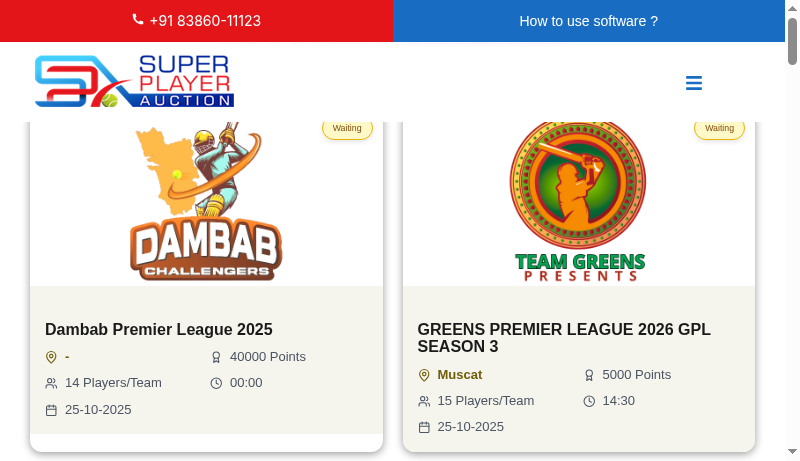 +91 83860-11123
How to use software ?
SUPER
PLAYER
AUCTION
Waiting
DAMBAB
CHALLENGERS
Dambab Premier League 2025
-
40000 Points
14 Players/Team
00:00
25-10-2025
Waiting
TEAM GREENS
PRESENTS
GREENS PREMIER LEAGUE 2026 GPL
SEASON 3
Muscat
5000 Points
15 Players/Team
14:30
25-10-2025